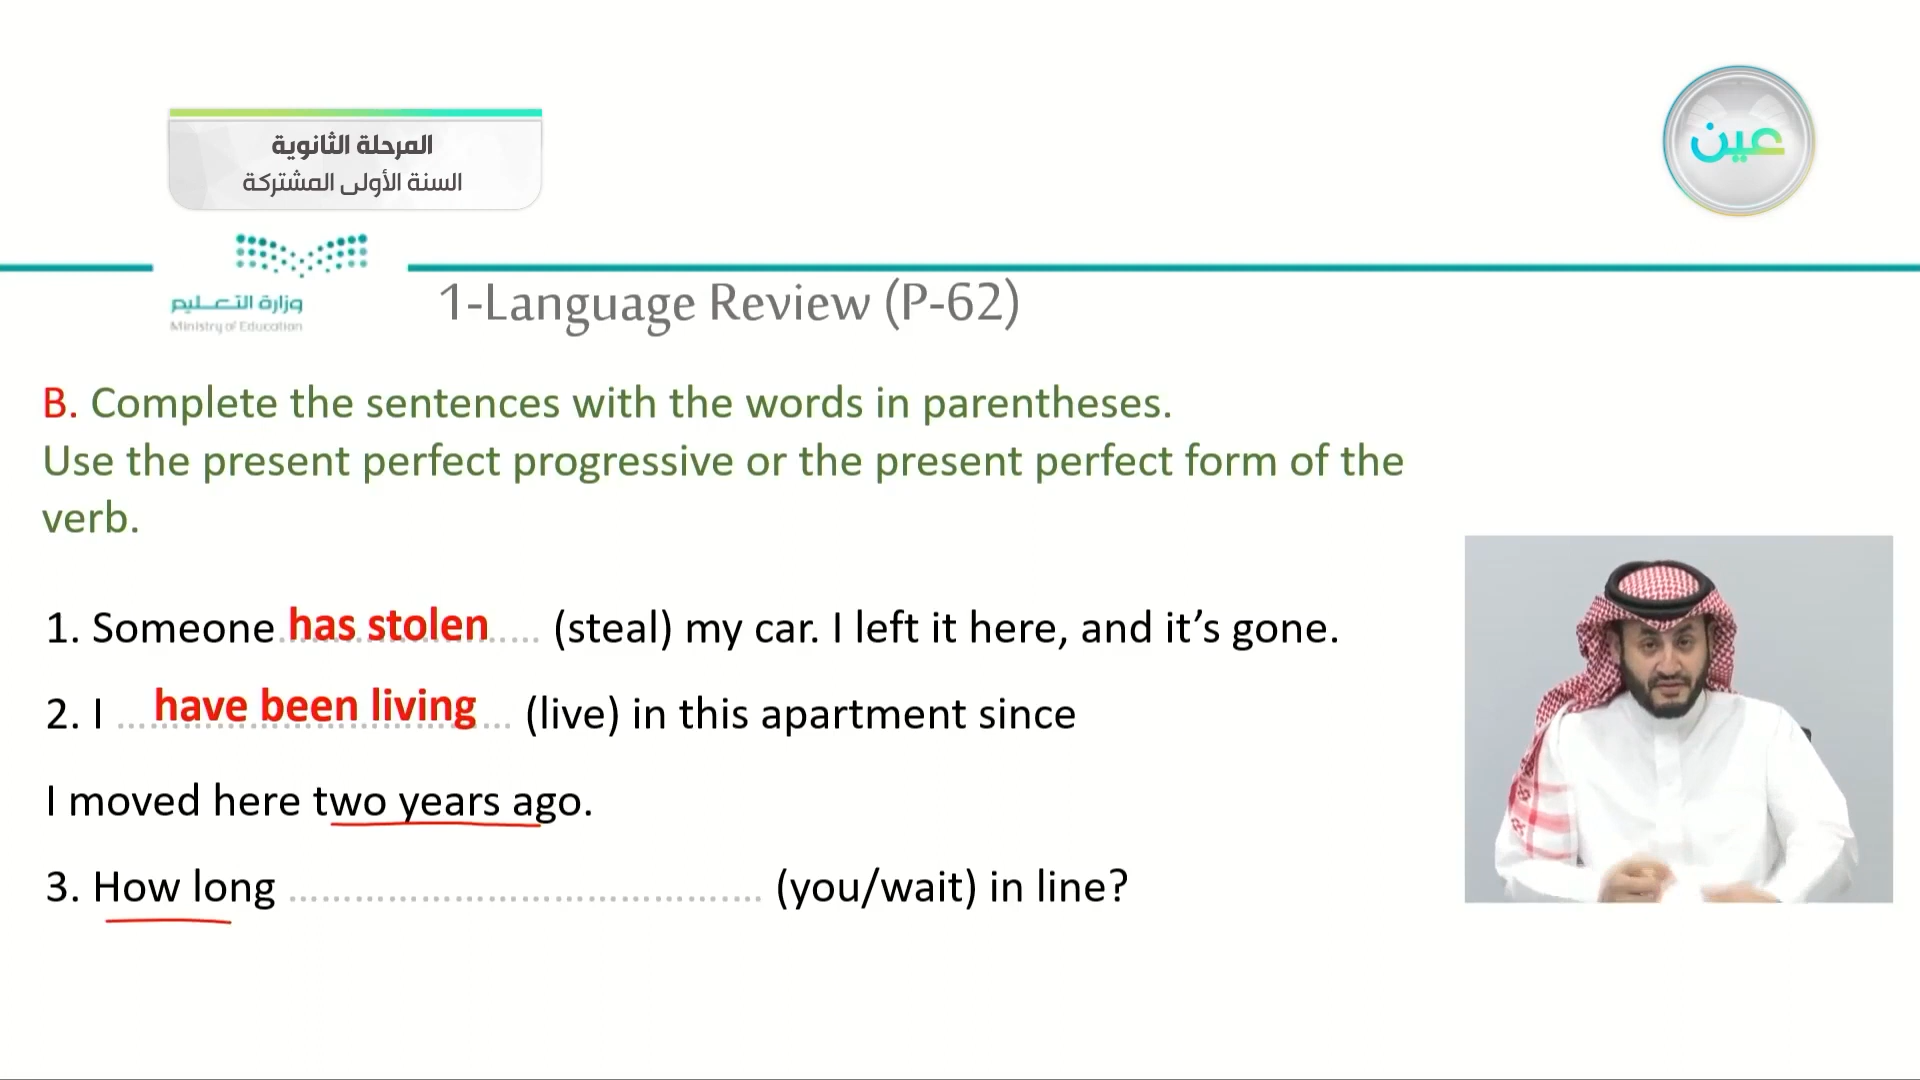 المرحلة الثانوية
السنة الأولى المشتركة
عين
وزارة التعليم
Ministry of Education
1-Language Review (P-62)
B. Complete the sentences with the words in parentheses.
Use the present perfect progressive or the present perfect form of the
verb.
1. Someone has stolen (steal) my car. I left it here, and it’s gone.
2. I have been living (live) in this apartment since
I moved here two years ago.
3. How long ........................................... (you/wait) in line?